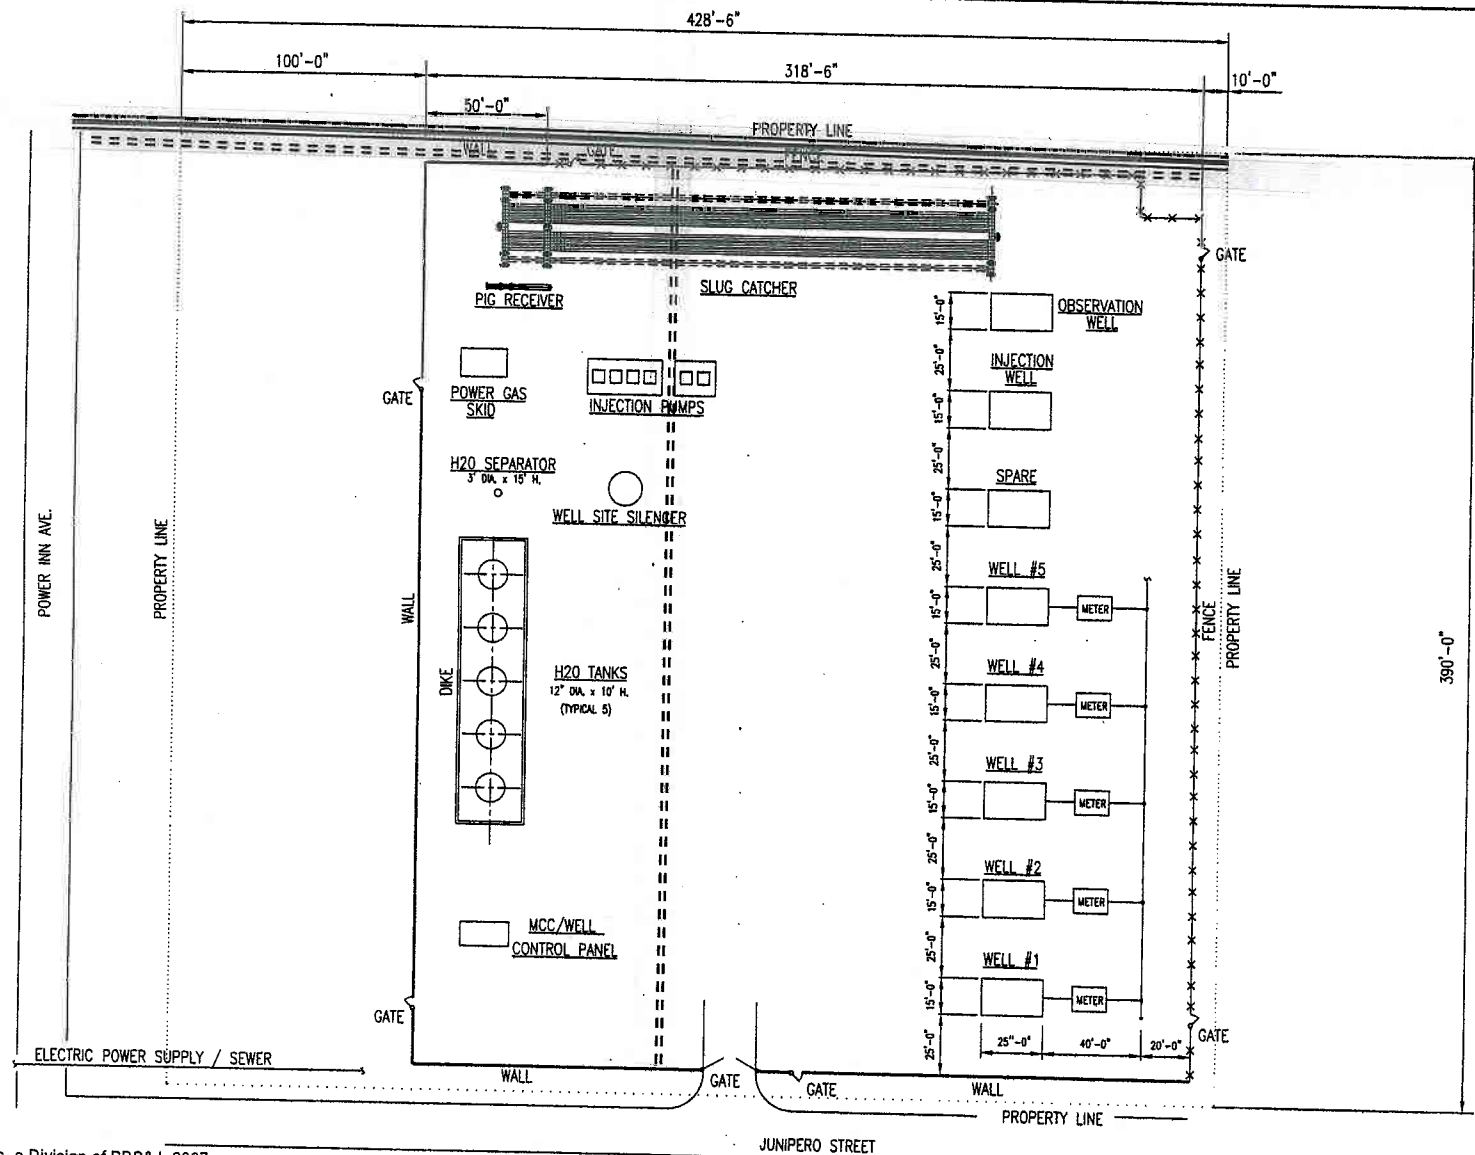 428'-6"
100'-0"
318'-6"
10'-0"
50'-0"
PROPERTY LINE
WALL
GATE
FENCE
GATE
PIG RECEIVER
SLUG CATCHER
15'-0"
OBSERVATION
WELL
25'-0"
INJECTION
WELL
GATE
POWER GAS
SKID
INJECTION PUMPS
15'-0"
25'-0"
H20 SEPARATOR
3' DIA. x 15' H.
SPARE
15'-0"
WELL SITE SILENCER
POWER INN AVE.
PROPERTY LINE
WALL
25'-0"
WELL #5
15'-0"
METER
FENCE
PROPERTY LINE
390'-0"
DIKE
H20 TANKS
12" DIA. x 10' H.
(TYPICAL 5)
25'-0"
WELL #4
15'-0"
METER
25'-0"
WELL #3
15'-0"
METER
25'-0"
WELL #2
15'-0"
METER
MCC/WELL
CONTROL PANEL
25'-0"
WELL #1
15'-0"
METER
GATE
25'-0"
25"-0"
40'-0"
20'-0"
GATE
ELECTRIC POWER SUPPLY / SEWER
WALL
GATE
GATE
WALL
PROPERTY LINE
JUNIPERO STREET